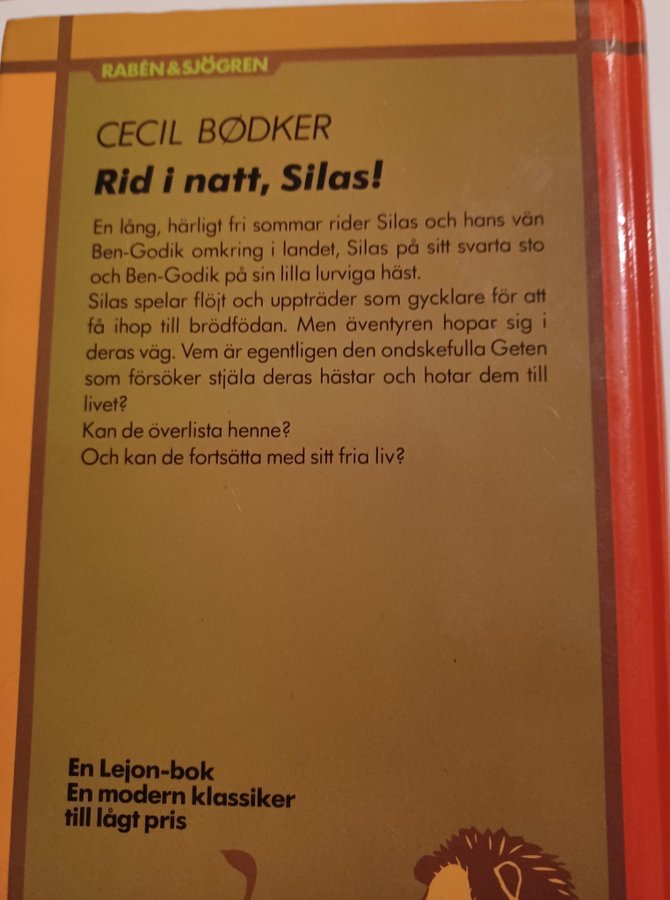 RABÉN & SJÖGREN
CECIL BØDKER
Rid i natt, Silas!
En lång, härligt fri sommar rider Silas och hans vän
Ben-Godik omkring i landet, Silas på sitt svarta sto
och Ben-Godik på sin lilla lurviga häst.
Silas spelar flöjt och uppträder som gycklare för att
få ihop till brödfödan. Men äventyren hopar sig i
deras väg. Vem är egentligen den ondskefulla Geten
som försöker stjäla deras hästar och hotar dem till
livet?
Kan de överlista henne?
Och kan de fortsätta med sitt fria liv?
En Lejon-bok
En modern klassiker
till lågt pris